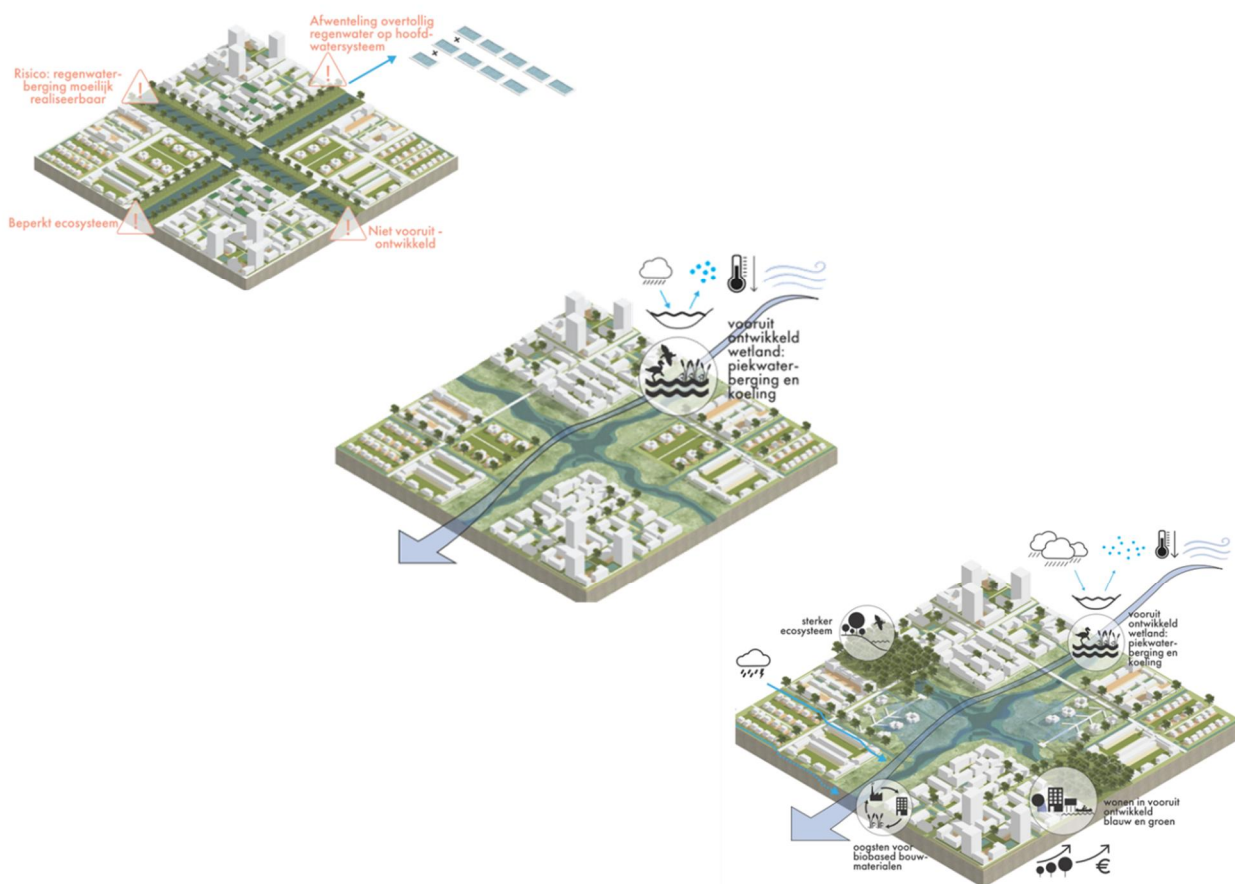 Afwenteling overtollig
regenwater op hoofd-
watersysteem
Risico: regenwater-
berging moeilijk
realiseerbaar
Beperkt ecosysteem
Niet vooruit -
ontwikkeld
vooruit
ontwikkeld
wetland:
piekwater-
berging en
koeling
sterker
ecosysteem
vooruit
ontwikkeld
wetland:
piekwater-
berging en
koeling
wonen in vooruit
ontwikkeld
blauw en groen
oogsten voor
biobased bouw-
materialen
€